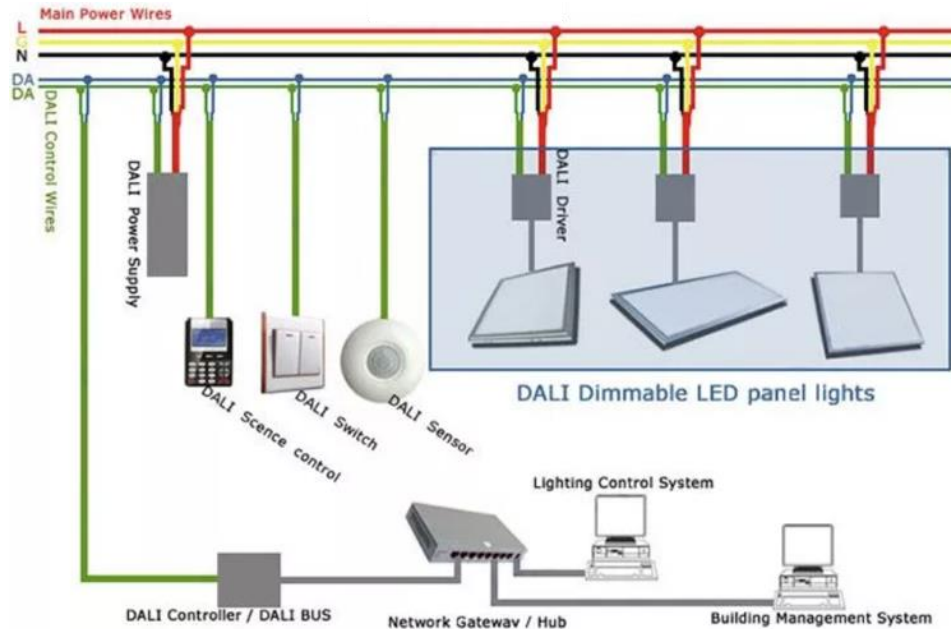 Main Power Wires
L
G
N
DA
DA
DALI Control Wires
DALI Power Supply
DALI Driver
DALI Scence control
DALI Switch
DALI Sensor
DALI Dimmable LED panel lights
Lighting Control System
DALI Controller / DALI BUS
Network Gateway / Hub
Building Management System